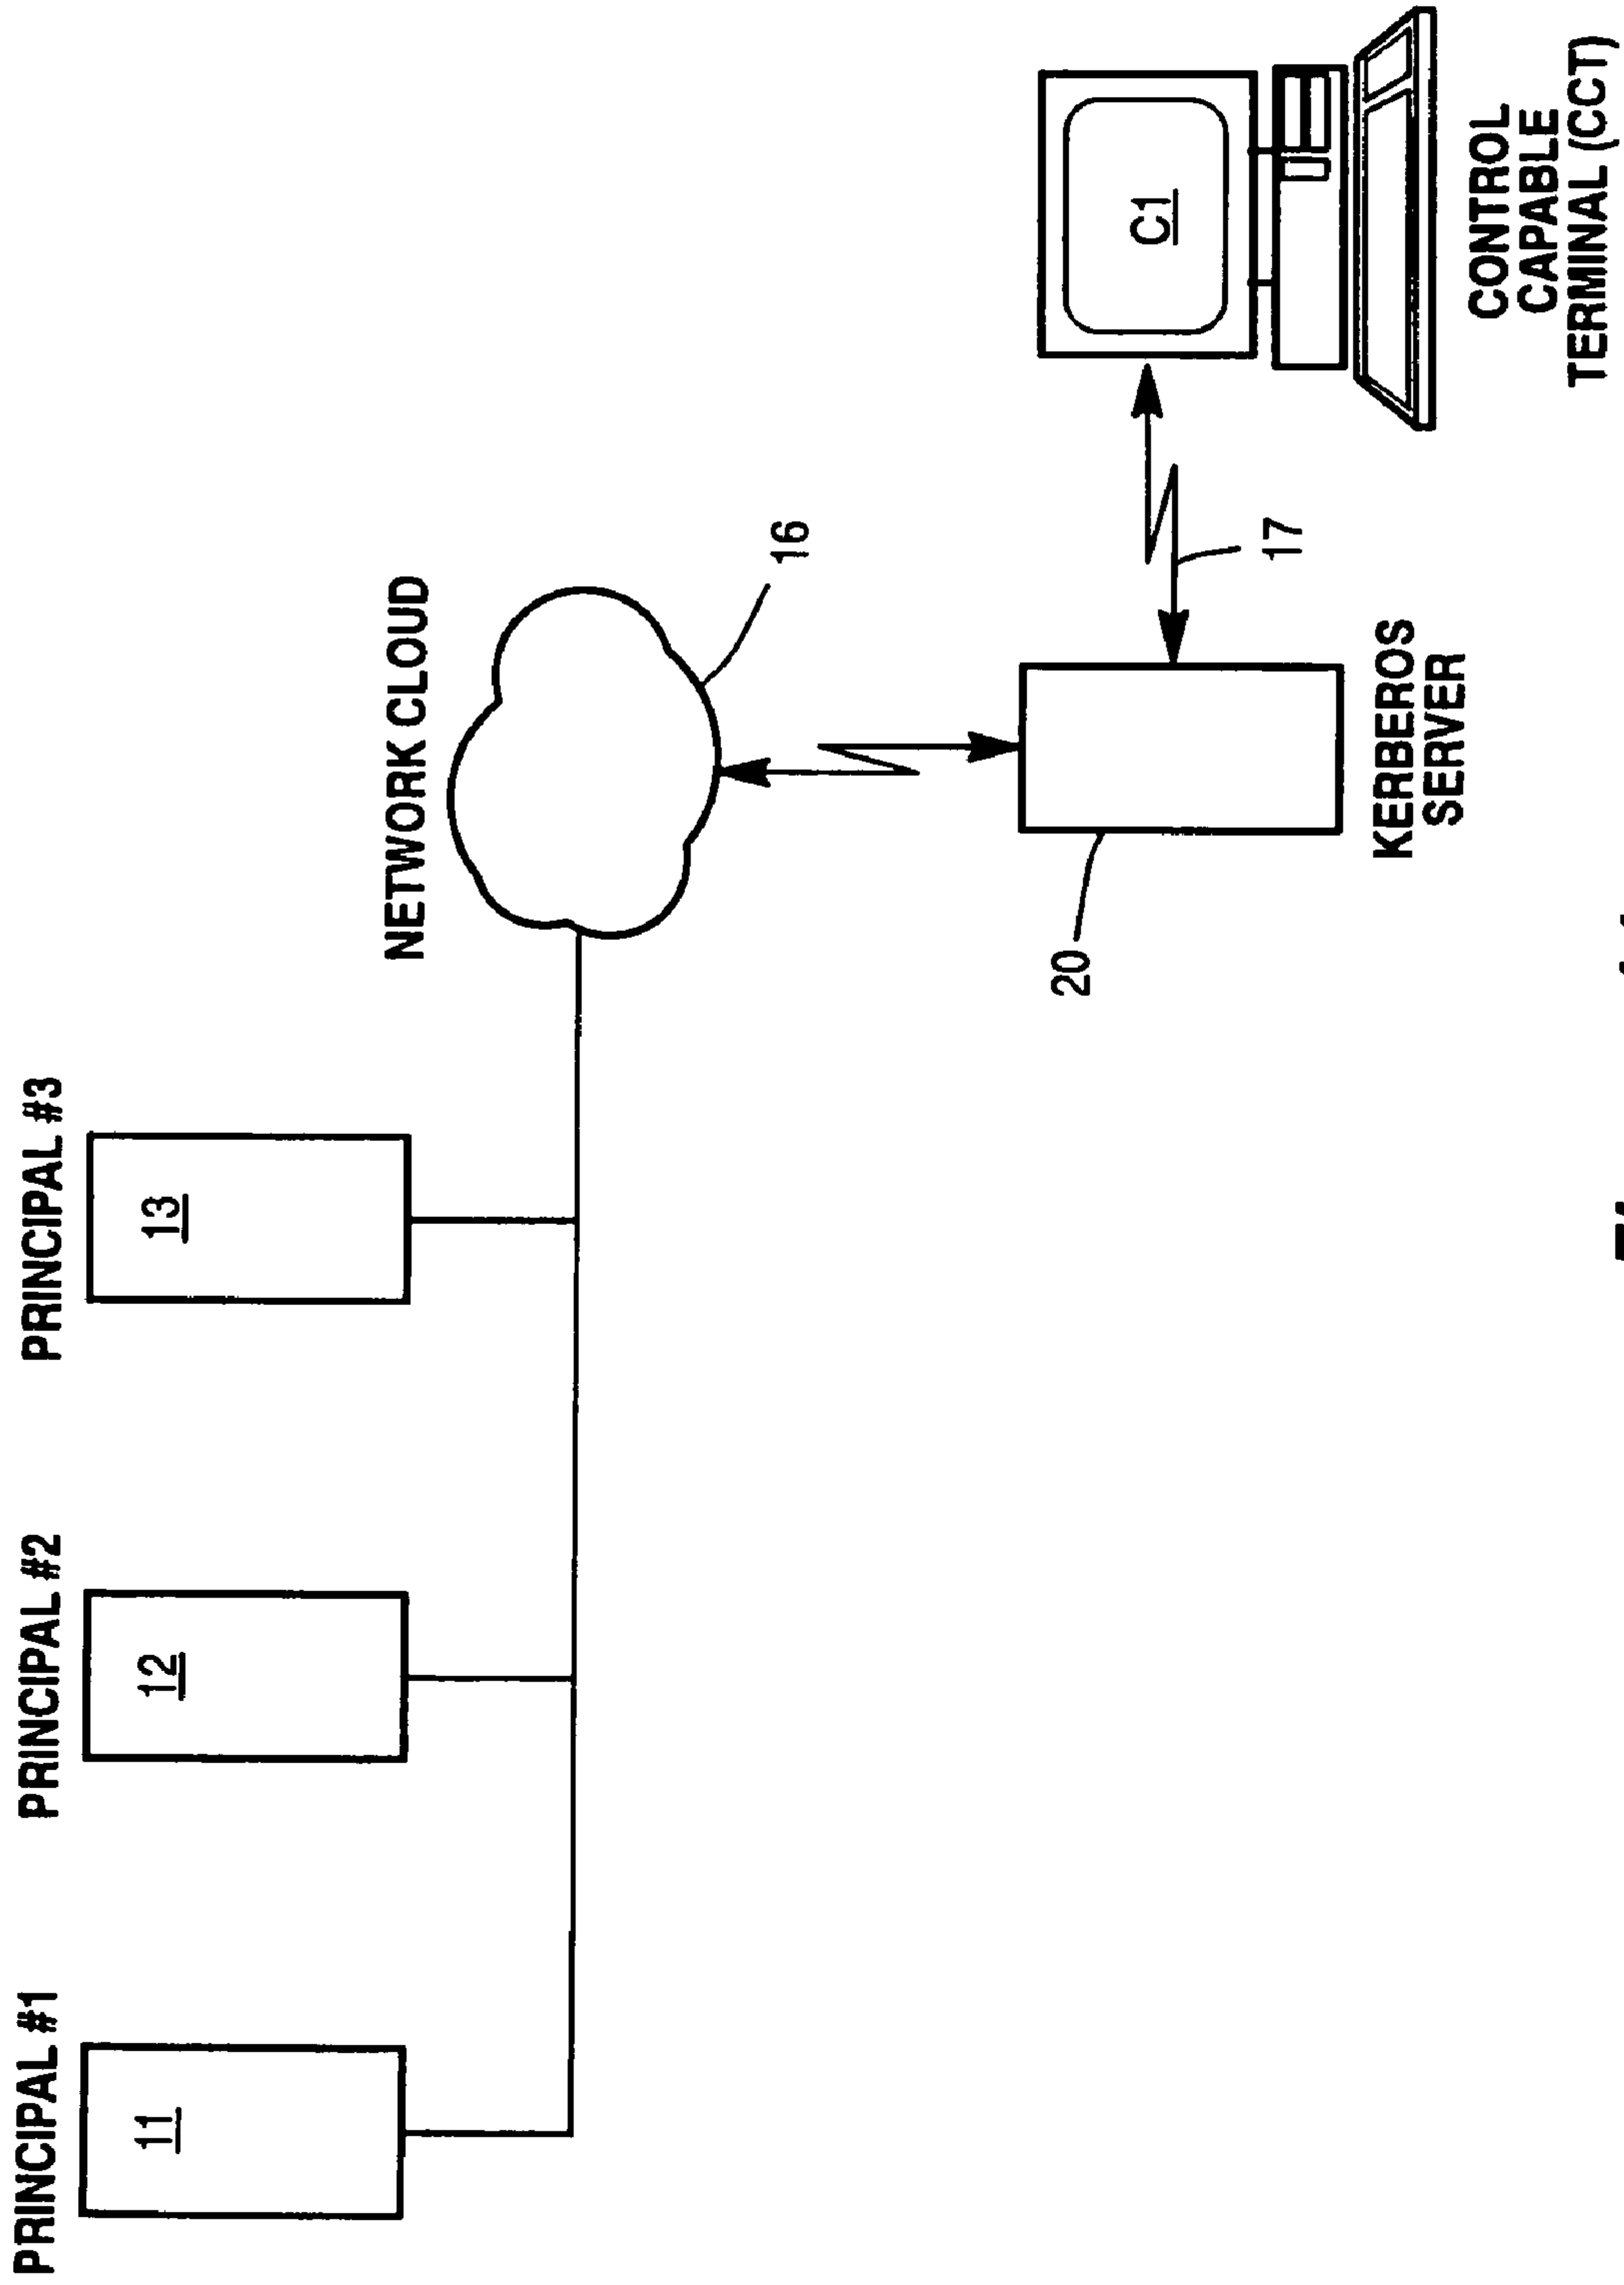 PRINCIPAL #1
11
PRINCIPAL #2
12
PRINCIPAL #3
13
NETWORK CLOUD
16
20
KERBEROS
SERVER
17
C1
CONTROL
CAPABLE
TERMINAL (CCT)